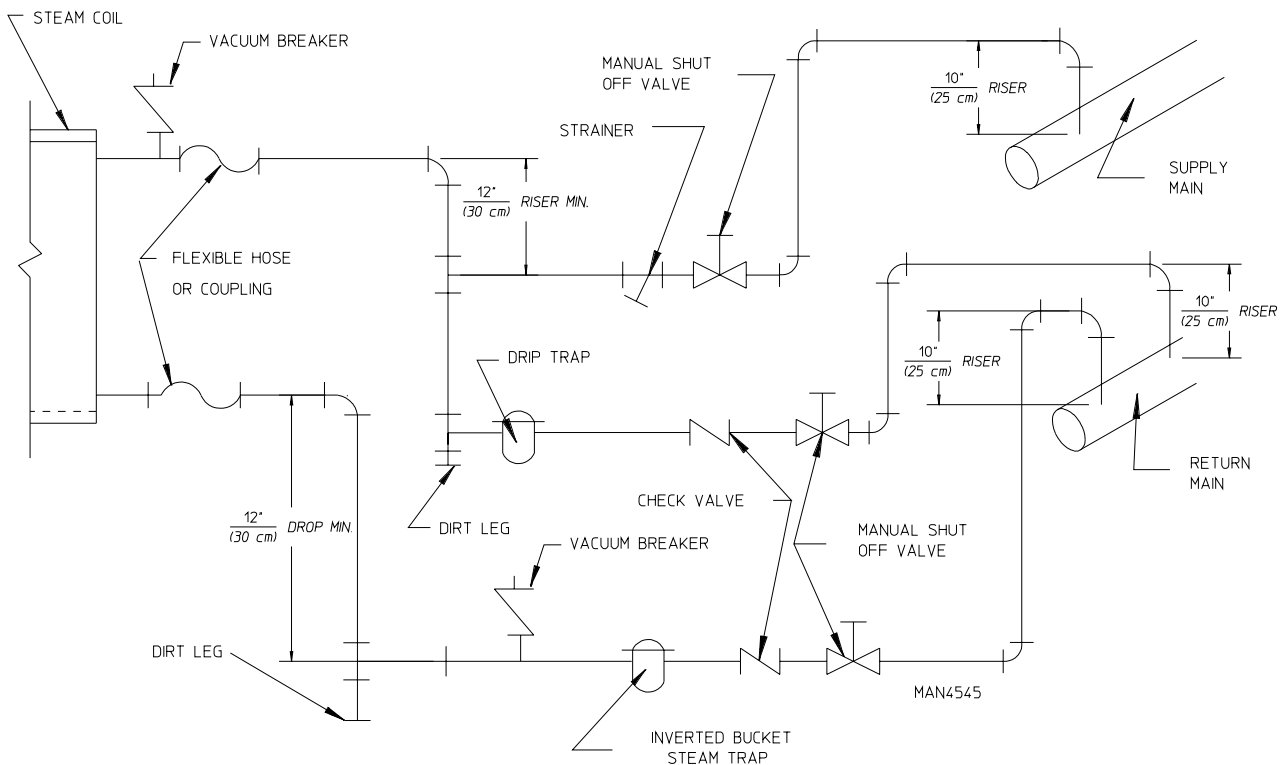 STEAM COIL
VACUUM BREAKER
MANUAL SHUT
OFF VALVE
10"
(25 cm) RISER
STRAINER
SUPPLY
MAIN
12"
(30 cm) RISER MIN.
FLEXIBLE HOSE
OR COUPLING
10"
(25 cm) RISER
10"
(25 cm) RISER
DRIP TRAP
RETURN
MAIN
CHECK VALVE
DIRT LEG
12"
(30 cm) DROP MIN.
VACUUM BREAKER
MANUAL SHUT
OFF VALVE
DIRT LEG
MAN4545
INVERTED BUCKET
STEAM TRAP